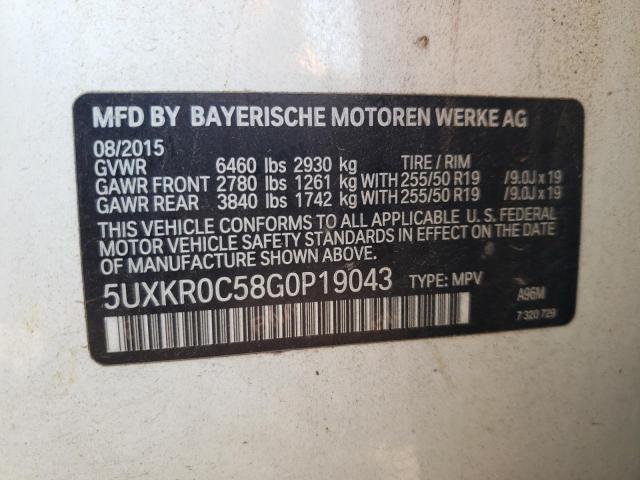 MFD BY BAYERISCHE MOTOREN WERKE AG
08/2015
GVWR 6460 lbs 2930 kg TIRE / RIM
GAWR FRONT 2780 lbs 1261 kg WITH 255/50 R19 /9.0J x 19
GAWR REAR 3840 lbs 1742 kg WITH 255/50 R19 /9.0J x 19
THIS VEHICLE CONFORMS TO ALL APPLICABLE U.S. FEDERAL
MOTOR VEHICLE SAFETY STANDARDS IN EFFECT ON
THE DATE OF MANUFACTURE SHOWN ABOVE.
5UXKR0C58G0P19043 TYPE: MPV
A96M
7 320 729